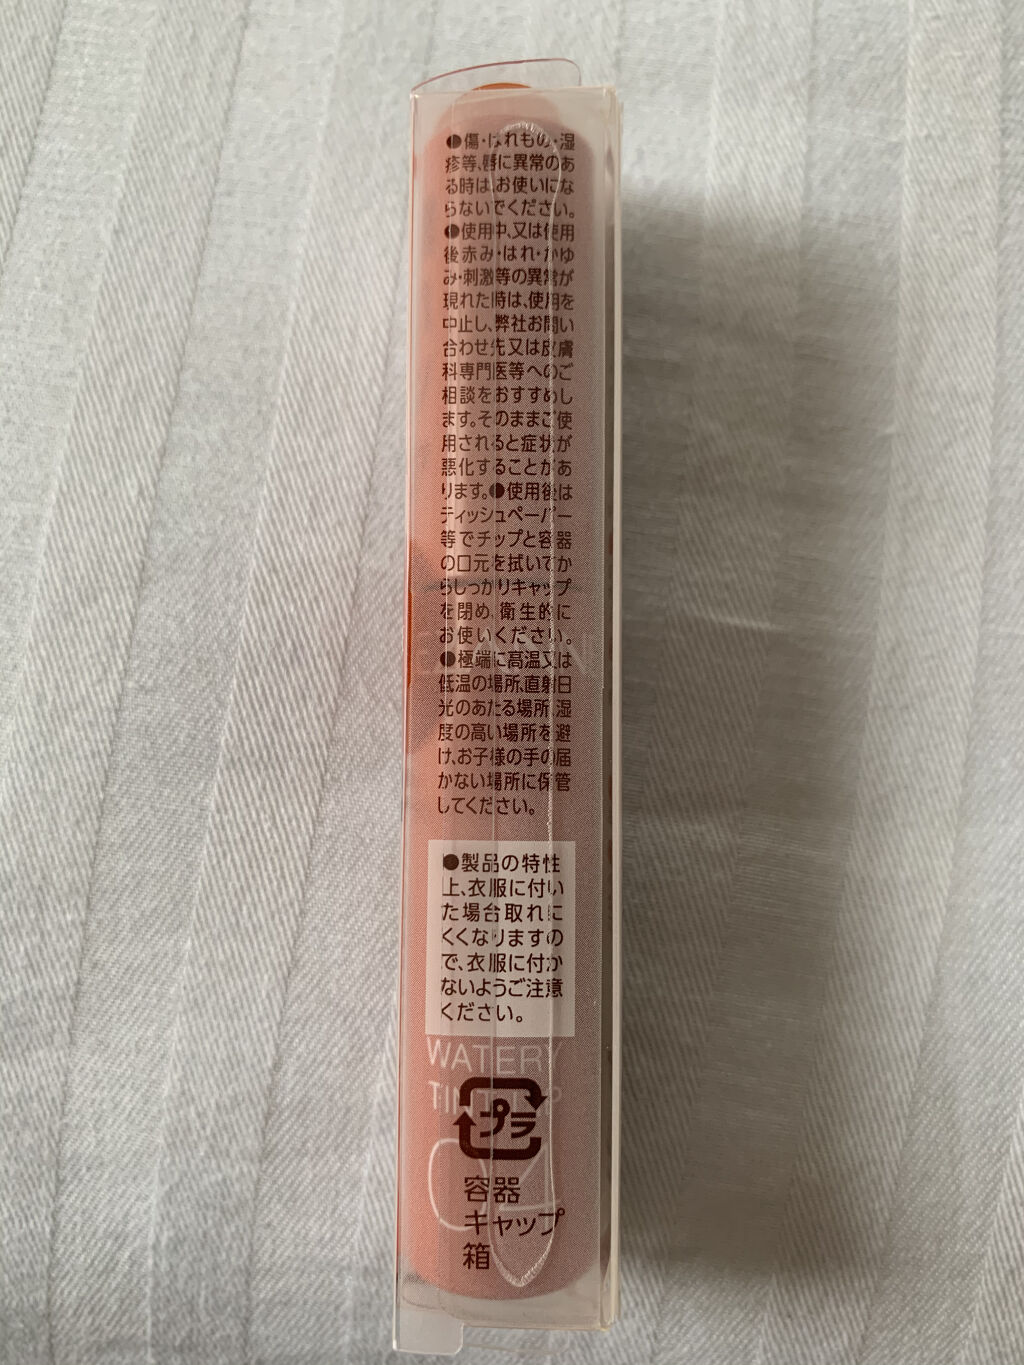 ●傷・はれもの・湿
疹等、唇に異常のあ
る時は、お使いにな
らないでください。
●使用中、又は使用
後赤み・はれ・かゆ
み・刺激等の異常が
現れた時は、使用を
中止し、弊社お問い
合わせ先又は皮膚
科専門医等へのご
相談をおすすめし
ます。そのままご使
用されると症状が
悪化することがあ
ります。●使用後は
ティッシュペーパー
等でチップと容器
の口元を拭いてか
らしっかりキャップ
を閉め、衛生的に
お使いください。
●極端に高温又は
低温の場所、直射日
光のあたる場所、湿
度の高い場所を避
け、お子様の手の届
かない場所に保管
してください。
●製品の特性
上、衣服に付い
た場合取れに
くくなりますの
で、衣服に付か
ないようご注意
ください。
WATERY
TINT LIP
プラ
04
容器
キャップ
箱